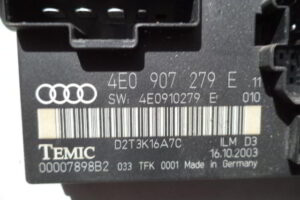 4E0 907 279 E 11
SW: 4E0910279 E 010
D2T3K16A7C ILM D3
TEMIC 16.10.2003
00007898B2 033 TFK 0001 Made in Germany